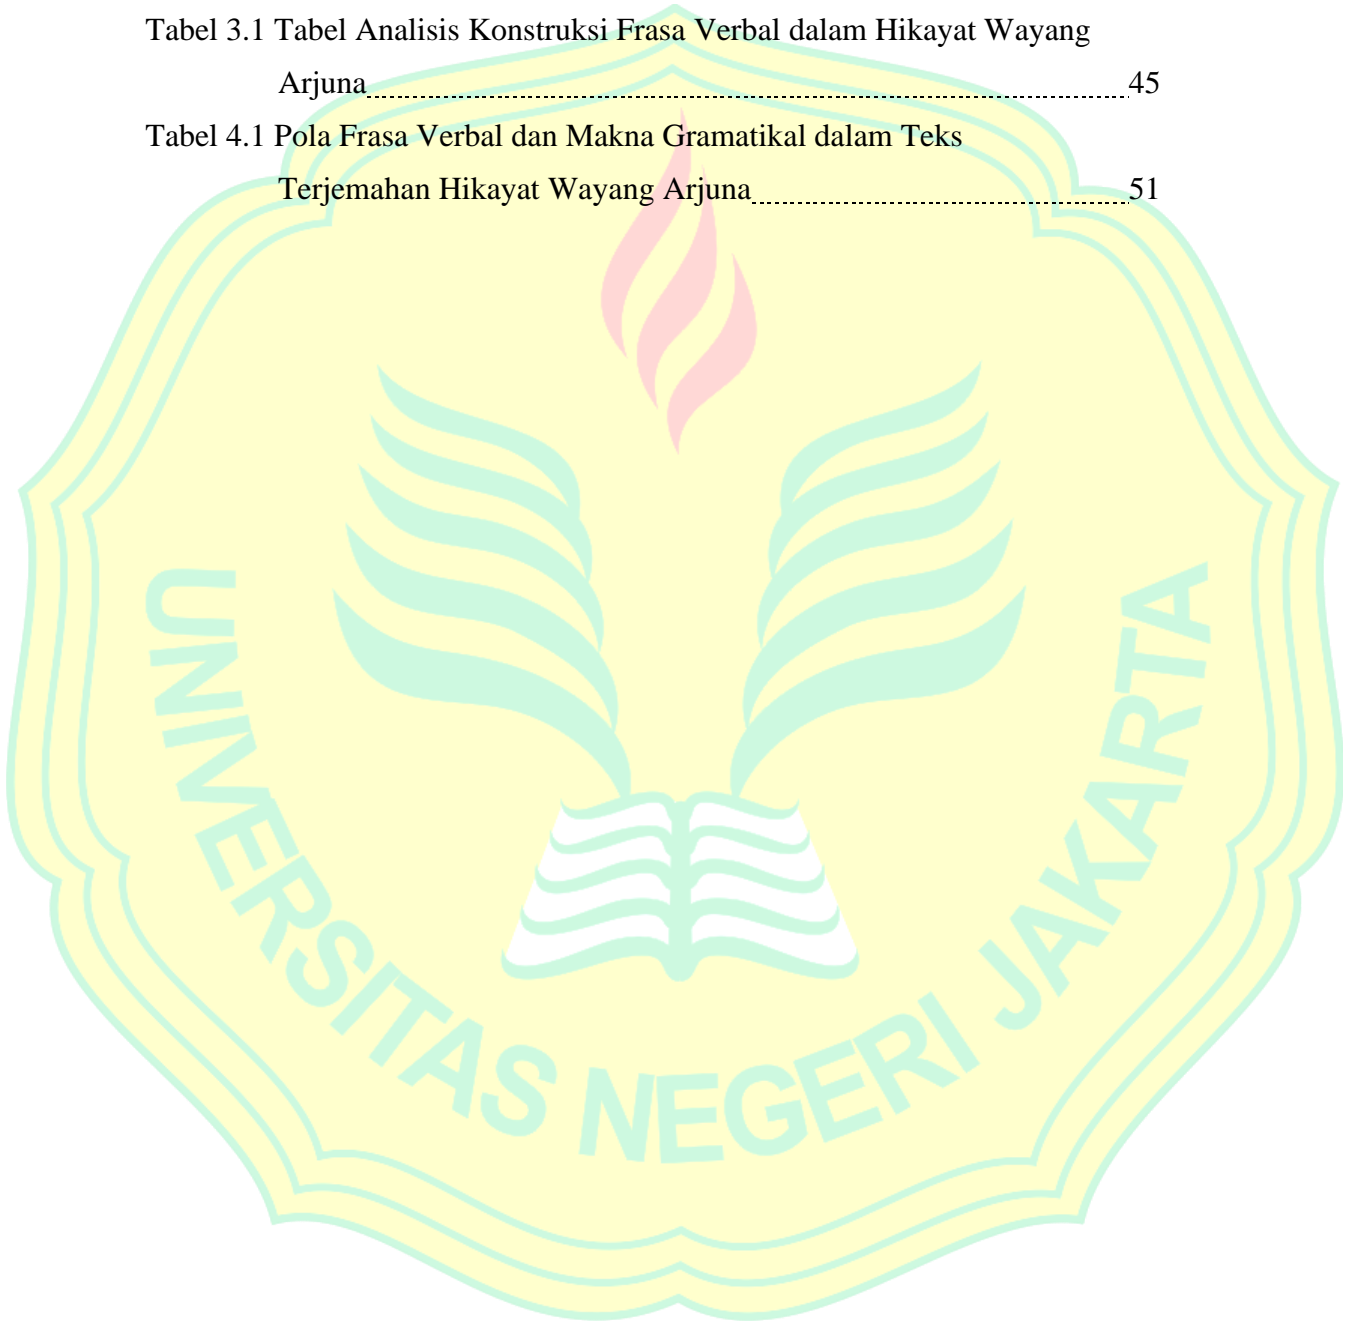 Tabel 3.1 Tabel Analisis Konstruksi Frasa Verbal dalam Hikayat Wayang
Arjuna 45
Tabel 4.1 Pola Frasa Verbal dan Makna Gramatikal dalam Teks
Terjemahan Hikayat Wayang Arjuna 51
UNIVERSITAS NEGERI JAKARTA